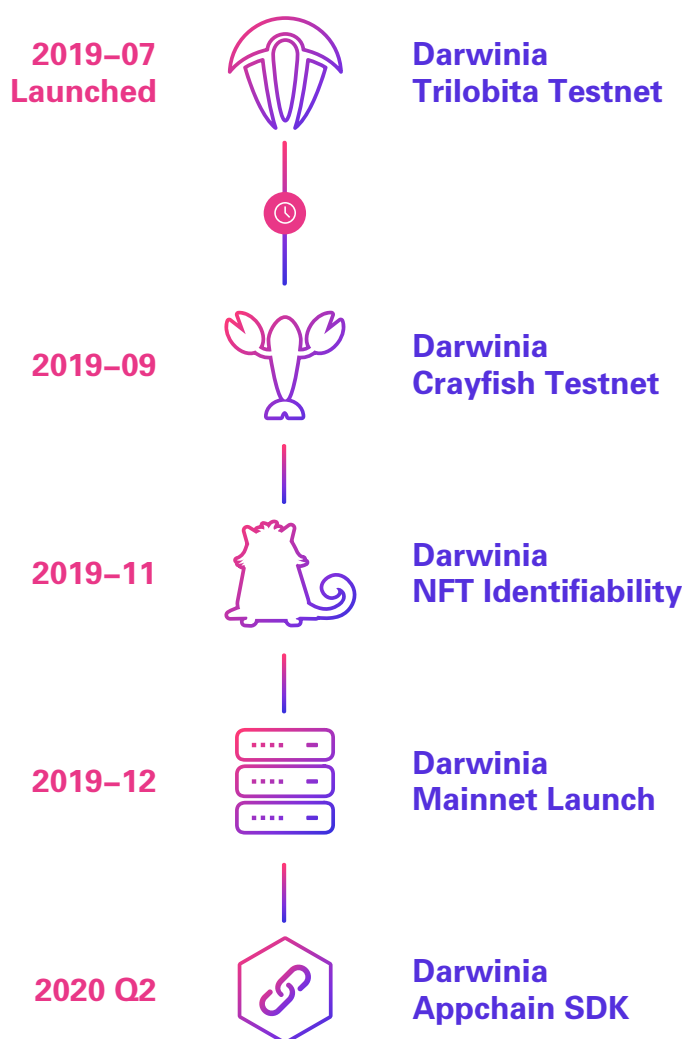 2019–07
Launched
Darwinia
Trilobita Testnet
2019–09
Darwinia
Crayfish Testnet
2019–11
Darwinia
NFT Identifiability
2019–12
Darwinia
Mainnet Launch
2020 Q2
Darwinia
Appchain SDK